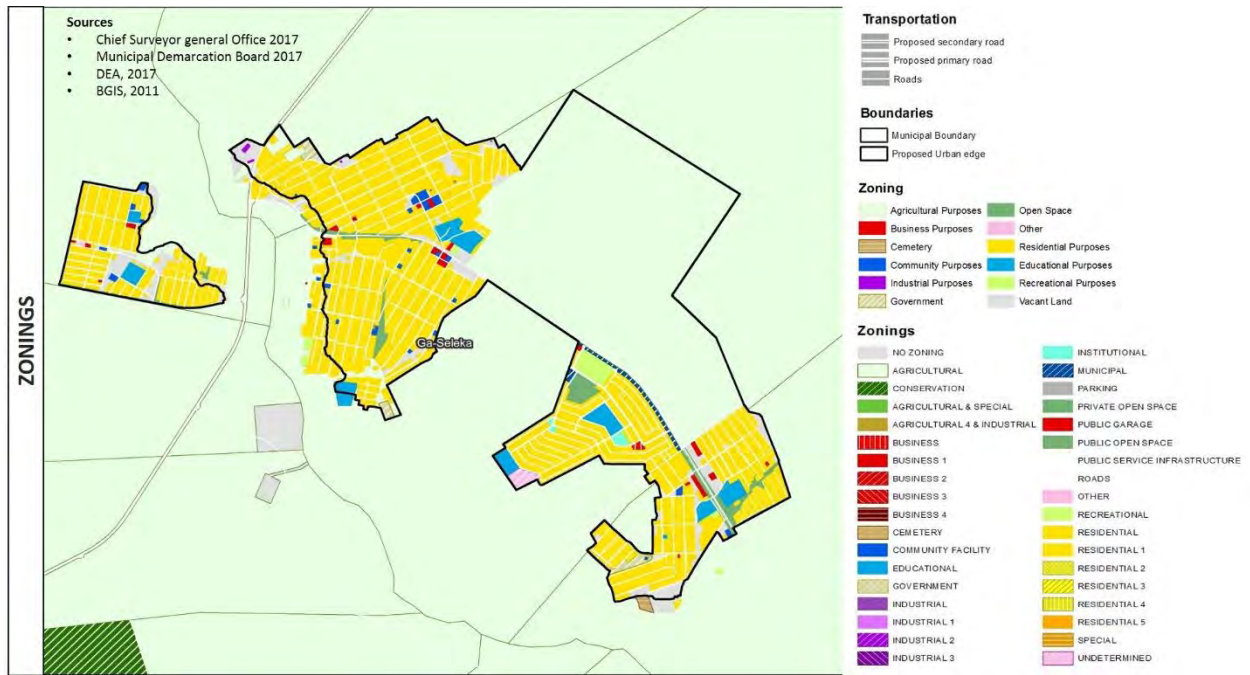 ZONINGS
Sources
• Chief Surveyor general Office 2017
• Municipal Demarcation Board 2017
• DEA, 2017
• BGIS, 2011
Ga-Seleka
Transportation
Proposed secondary road
Proposed primary road
Roads
Boundaries
Municipal Boundary
Proposed Urban edge
Zoning
Agricultural Purposes
Business Purposes
Cemetery
Community Purposes
Industrial Purposes
Government
Open Space
Other
Residential Purposes
Educational Purposes
Recreational Purposes
Vacant Land
Zonings
NO ZONING
AGRICULTURAL
CONSERVATION
AGRICULTURAL & SPECIAL
AGRICULTURAL 4 & INDUSTRIAL
BUSINESS
BUSINESS 1
BUSINESS 2
BUSINESS 3
BUSINESS 4
CEMETERY
COMMUNITY FACILITY
EDUCATIONAL
GOVERNMENT
INDUSTRIAL
INDUSTRIAL 1
INDUSTRIAL 2
INDUSTRIAL 3
INSTITUTIONAL
MUNICIPAL
PARKING
PRIVATE OPEN SPACE
PUBLIC GARAGE
PUBLIC OPEN SPACE
PUBLIC SERVICE INFRASTRUCTURE
ROADS
OTHER
RECREATIONAL
RESIDENTIAL
RESIDENTIAL 1
RESIDENTIAL 2
RESIDENTIAL 3
RESIDENTIAL 4
RESIDENTIAL 5
SPECIAL
UNDETERMINED